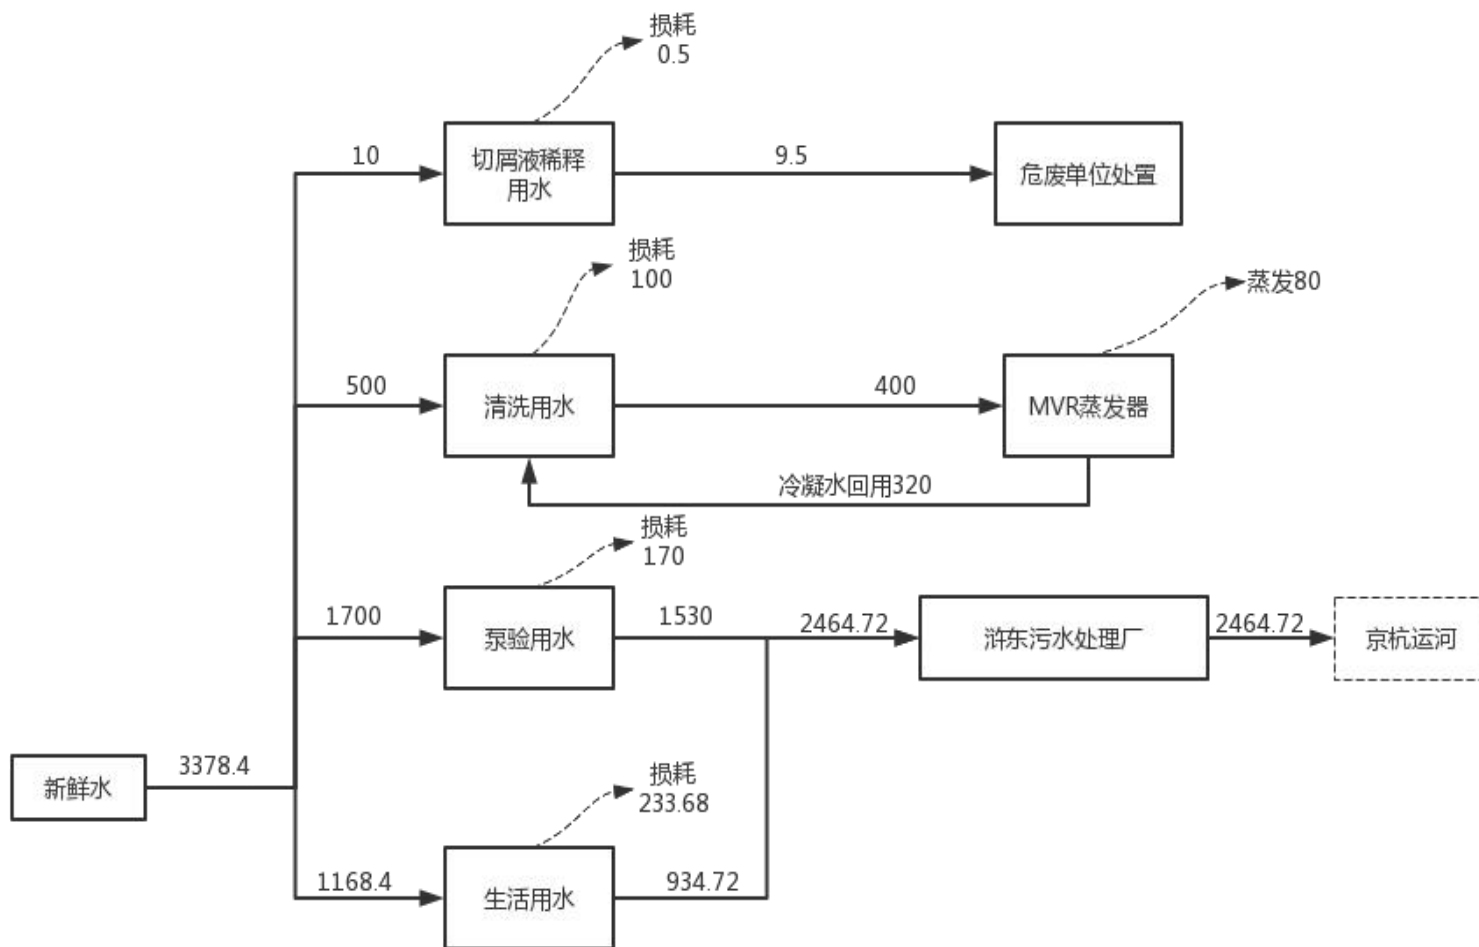 损耗
0.5
10
切屑液稀释
用水
9.5
危废单位处置
损耗
100
蒸发80
500
清洗用水
400
MVR蒸发器
冷凝水回用320
损耗
170
1700
泵验用水
1530
2464.72
浒东污水处理厂
2464.72
京杭运河
新鲜水
3378.4
损耗
233.68
1168.4
生活用水
934.72